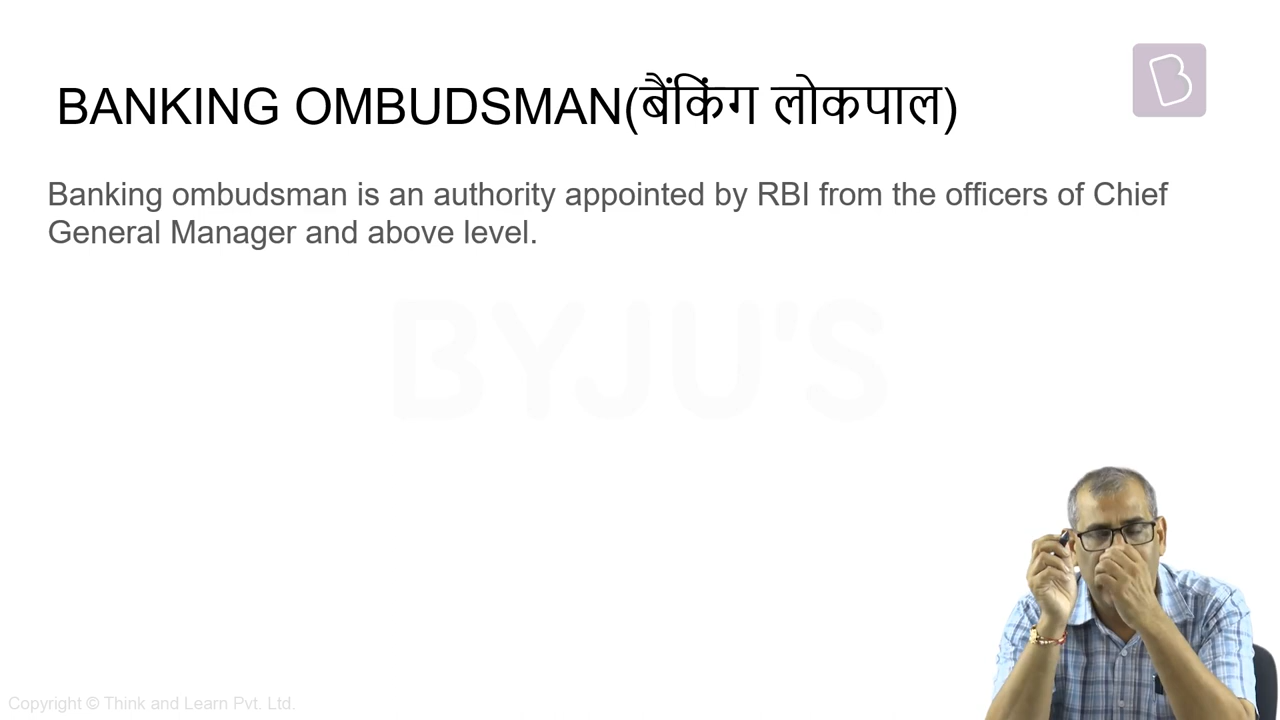 BANKING OMBUDSMAN(बैंकिंग लोकपाल)
Banking ombudsman is an authority appointed by RBI from the officers of Chief
General Manager and above level.
BYJU'S
Copyright © Think and Learn Pvt. Ltd.